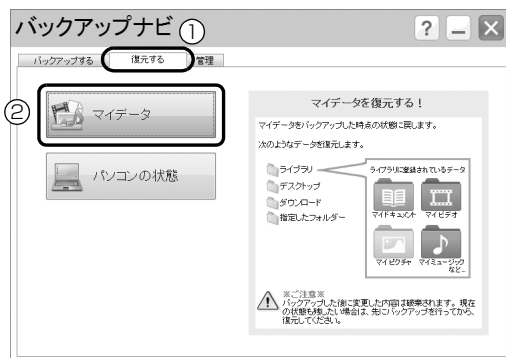 バックアップナビ
①
? – ×
バックアップする 復元する 管理
②
マイデータ
パソコンの状態
マイデータを復元する！
マイデータをバックアップした時点の状態に戻します。
次のようなデータを復元します。
ライブラリ
デスクトップ
ダウンロード
指定したフォルダー
ライブラリに登録されているデータ
マイドキュメント マイビデオ
マイピクチャ マイミュージック
など...
※ご注意※
バックアップした後に変更した内容は破棄されます。現在
の状態も残したい場合は、先にバックアップを行ってから、
復元してください。